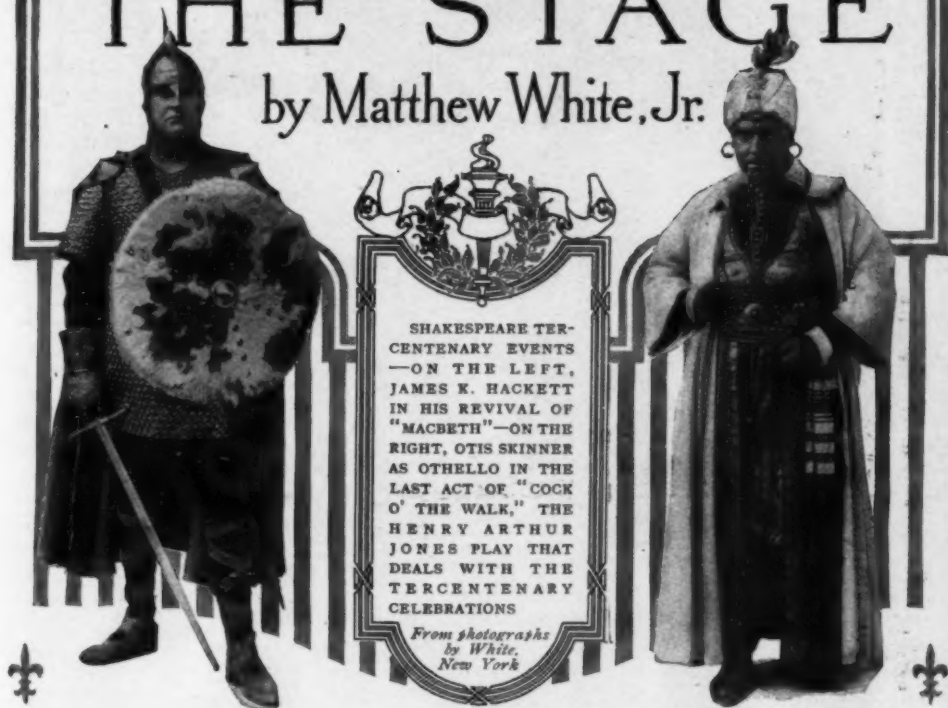 THE STAGE
by Matthew White, Jr.
SHAKESPEARE TER-
CENTENARY EVENTS
—ON THE LEFT,
JAMES K. HACKETT
IN HIS REVIVAL OF
"MACBETH"—ON THE
RIGHT, OTIS SKINNER
AS OTHELLO IN THE
LAST ACT OF "COCK
O' THE WALK," THE
HENRY ARTHUR
JONES PLAY THAT
DEALS WITH THE
TERCENTENARY
CELEBRATIONS
From photographs
by White,
New York